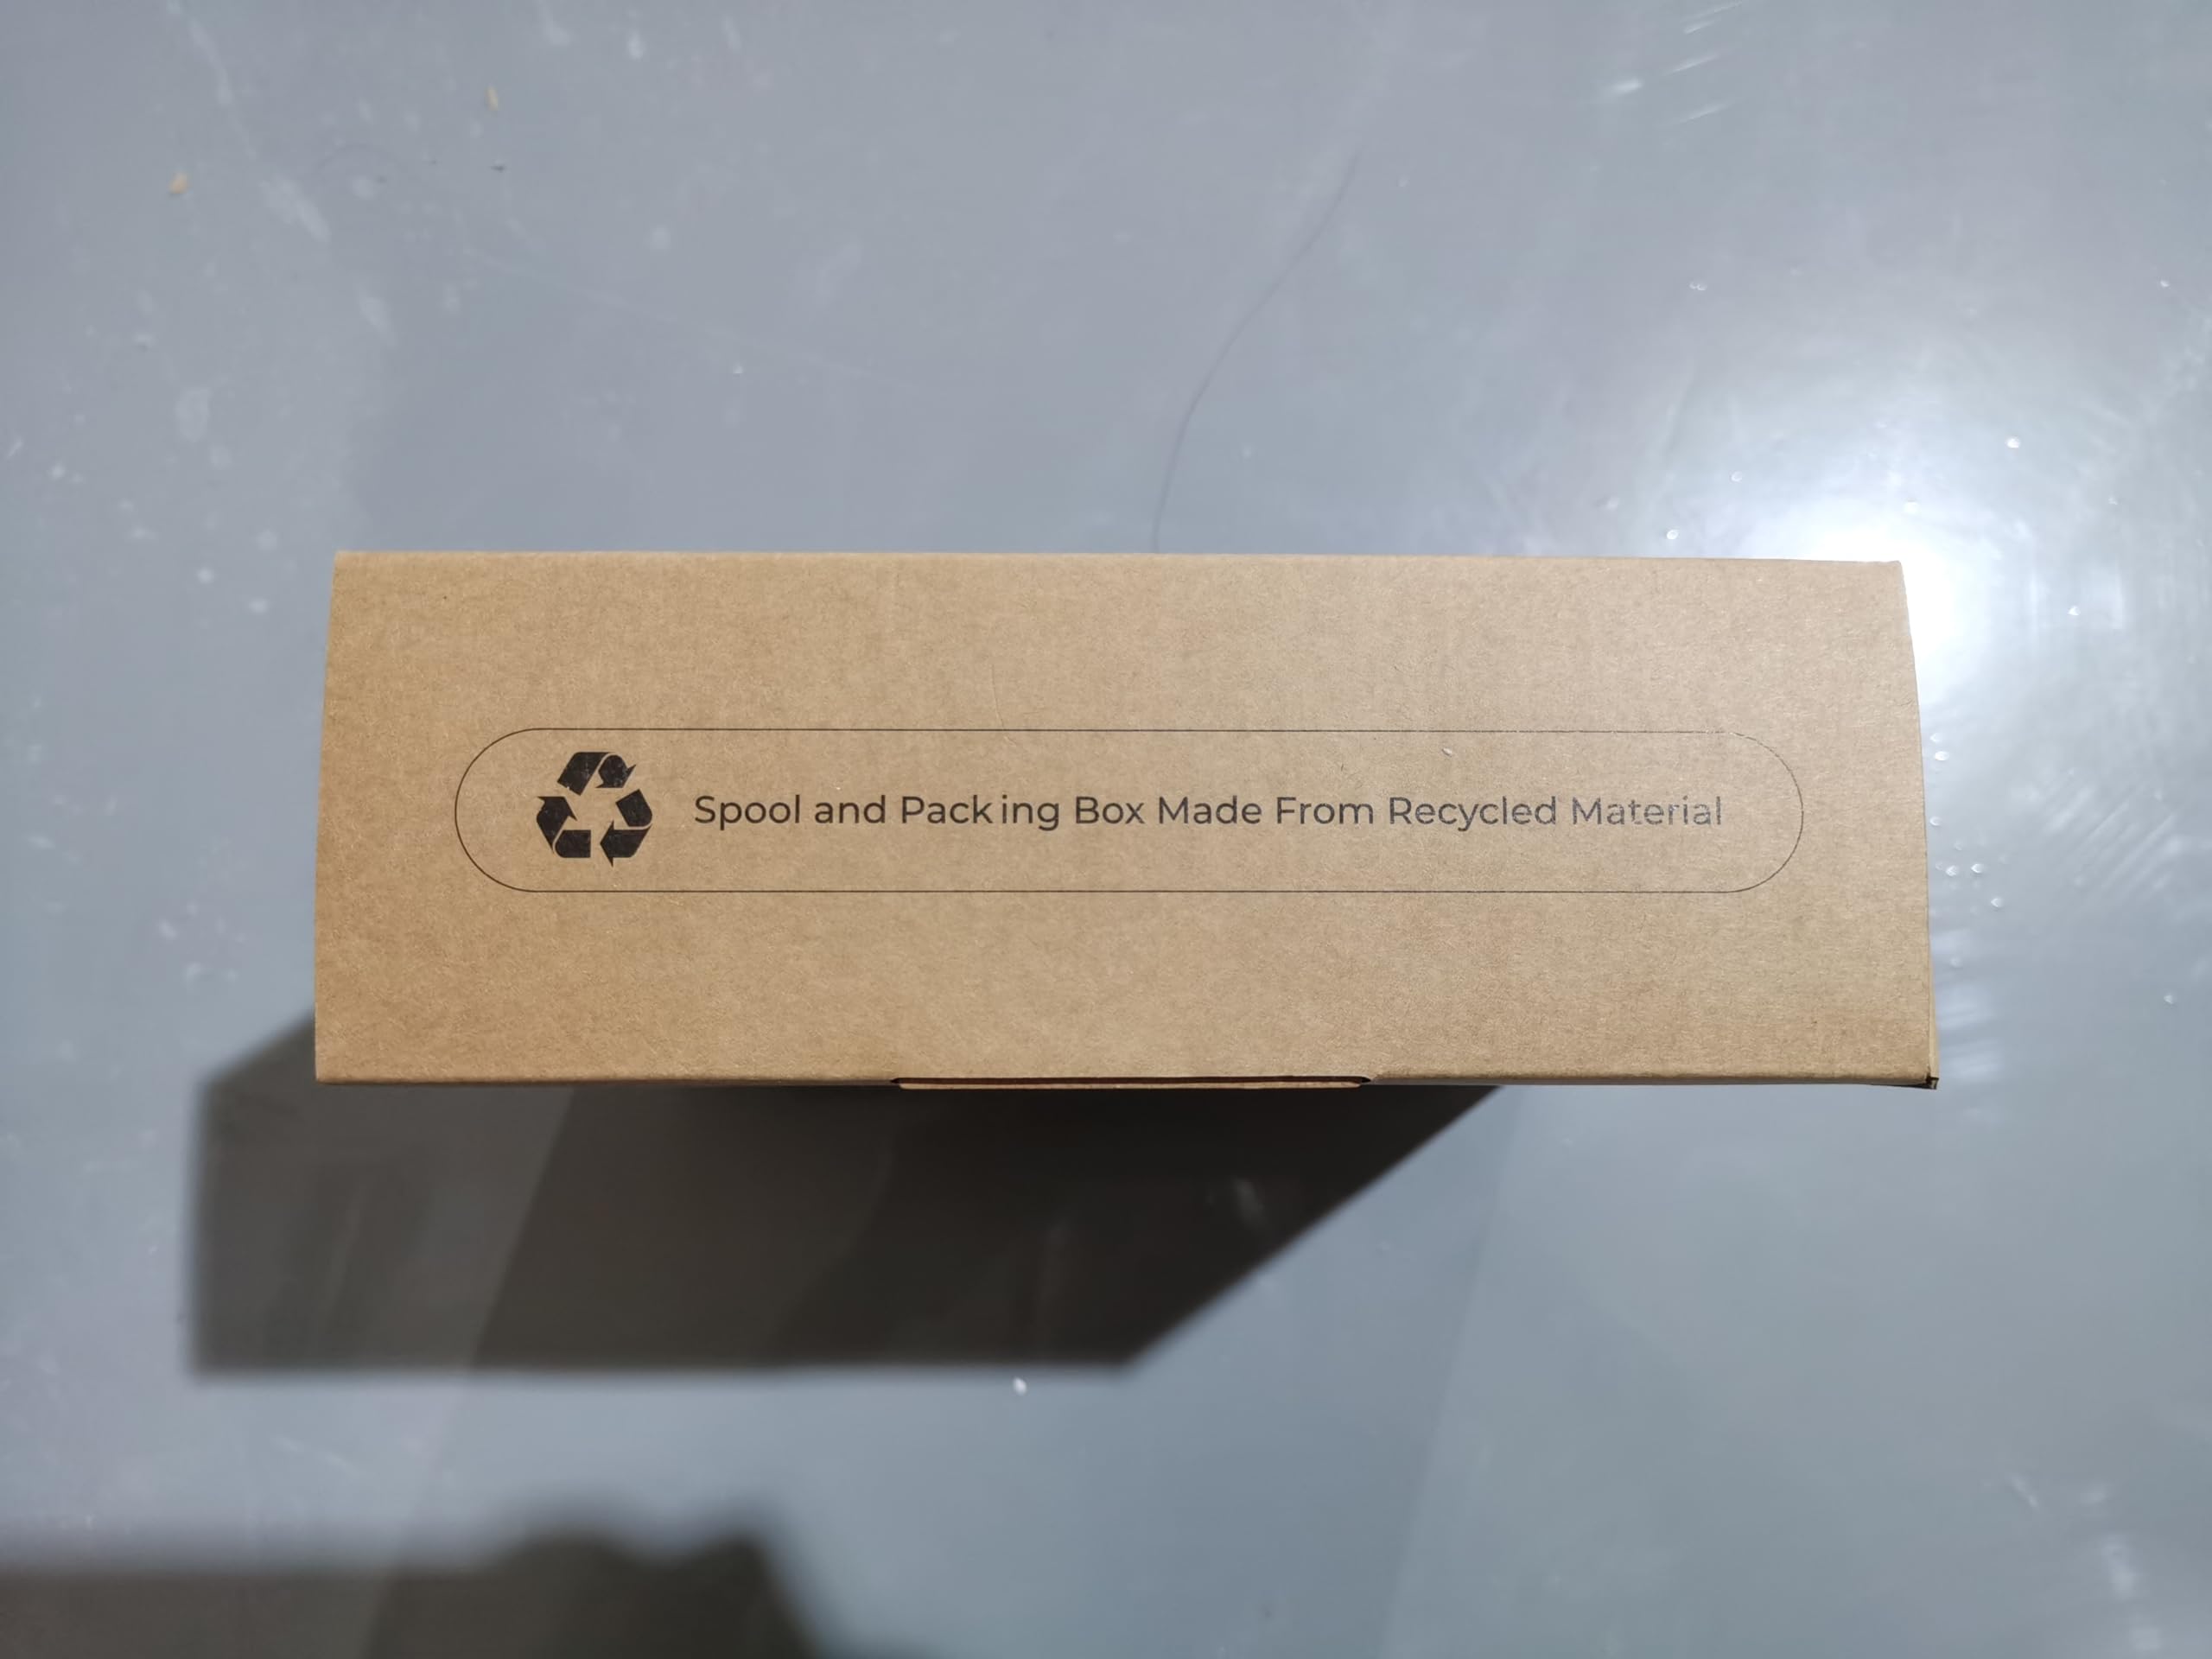 Spool and Packing Box Made From Recycled Material